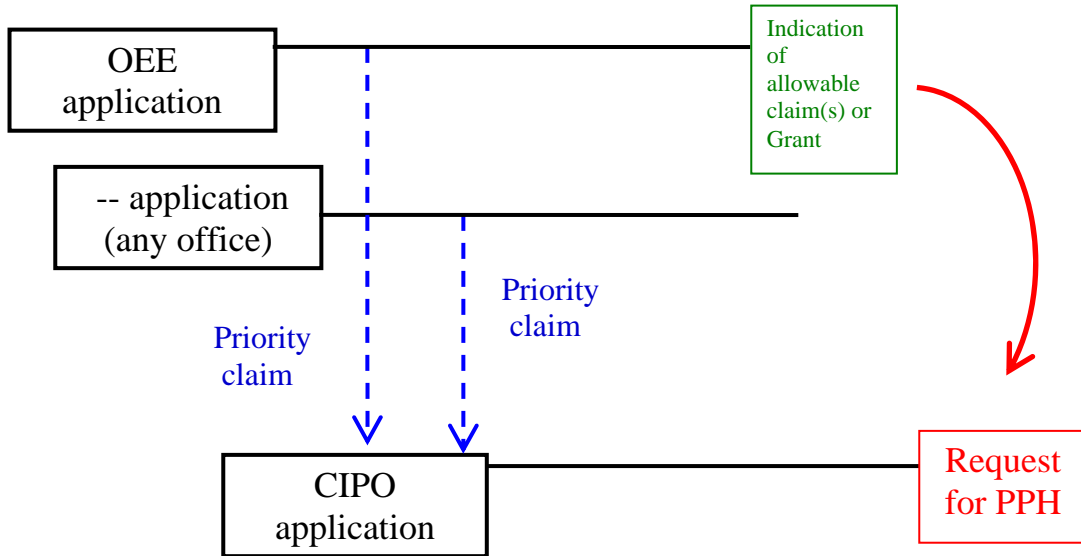 OEE
application
Indication
of
allowable
claim(s) or
Grant
-- application
(any office)
Priority
claim
Priority
claim
CIPO
application
Request
for PPH